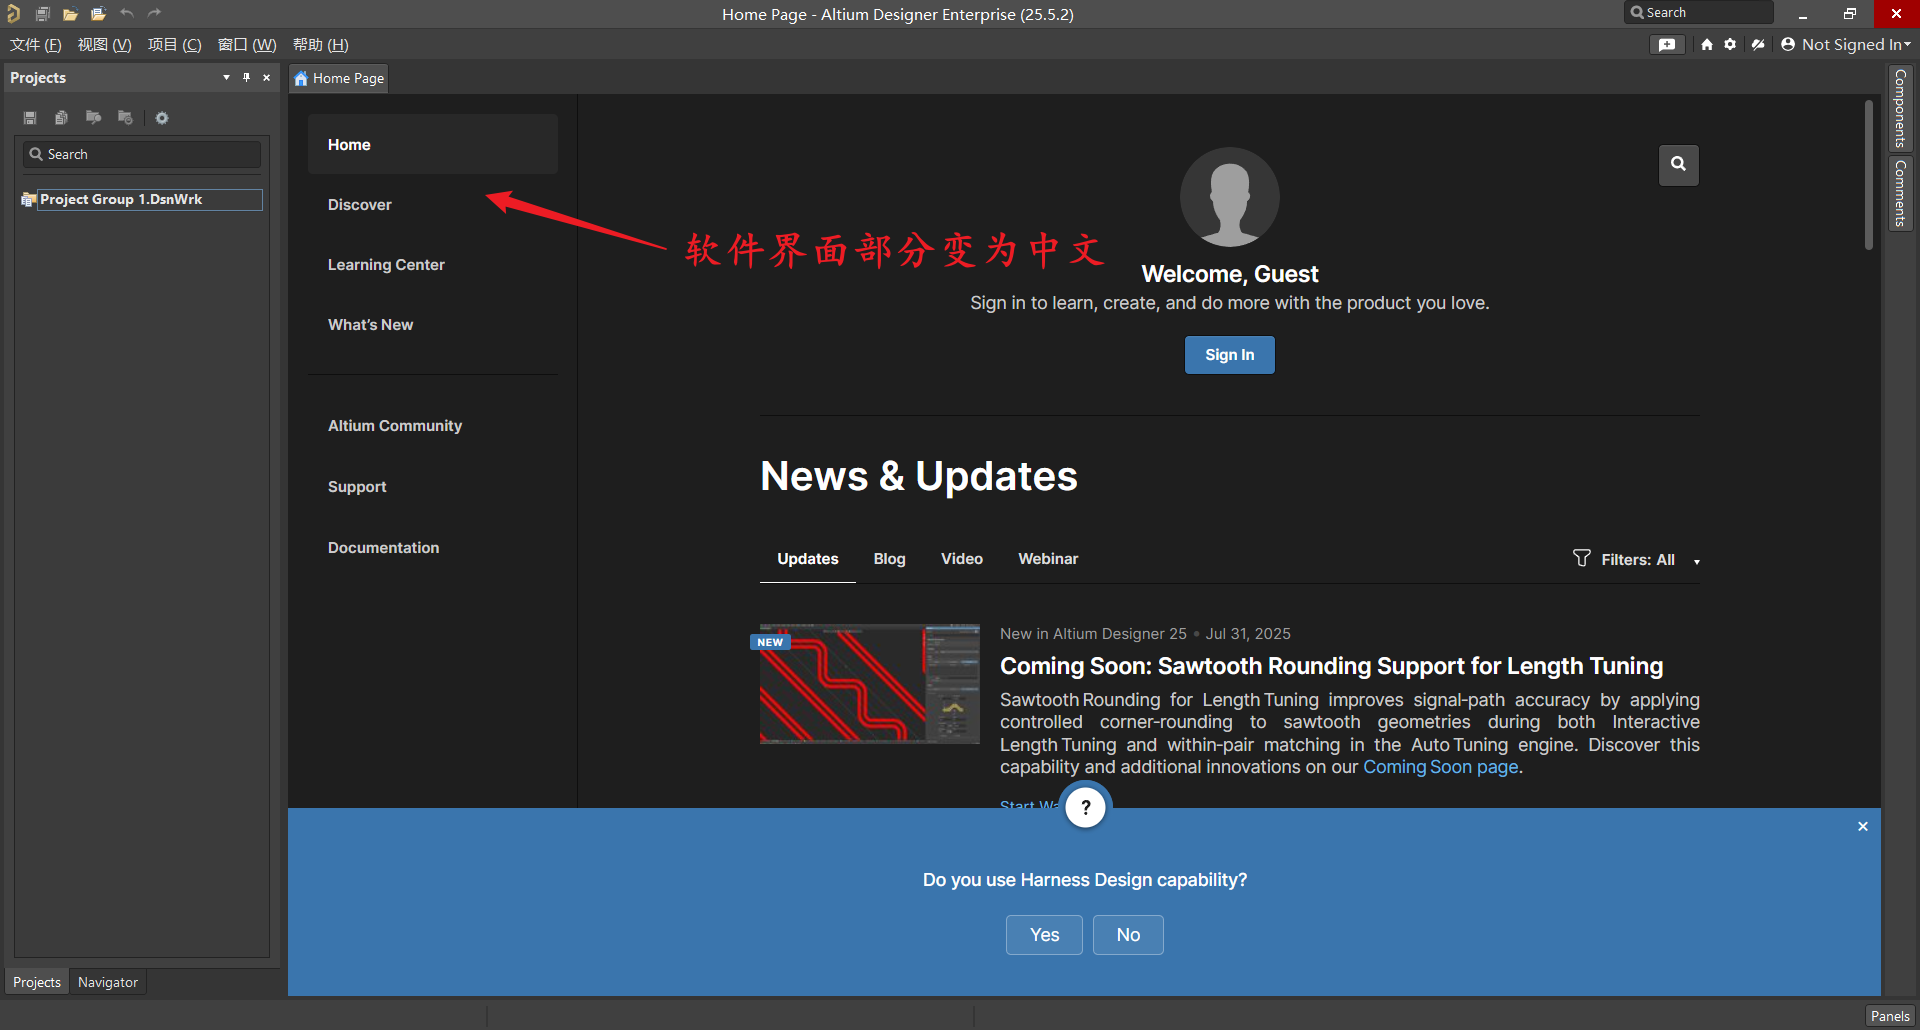 Home Page - Altium Designer Enterprise (25.5.2)
Search
文件 (F) 视图 (V) 项目 (C) 窗口 (W) 帮助 (H)
Not Signed In
Projects
Home Page
Search
Project Group 1.DsnWrk
Home
Discover
Learning Center
What's New
Altium Community
Support
Documentation
软件界面部分变为中文
Welcome, Guest
Sign in to learn, create, and do more with the product you love.
Sign In
News & Updates
Updates Blog Video Webinar
Filters: All
NEW
New in Altium Designer 25 • Jul 31, 2025
Coming Soon: Sawtooth Rounding Support for Length Tuning
Sawtooth Rounding for Length Tuning improves signal-path accuracy by applying
controlled corner-rounding to sawtooth geometries during both Interactive
Length Tuning and within-pair matching in the Auto Tuning engine. Discover this
capability and additional innovations on our Coming Soon page.
Start Wa
?
Do you use Harness Design capability?
Yes No
Components
Comments
Projects Navigator
Panels